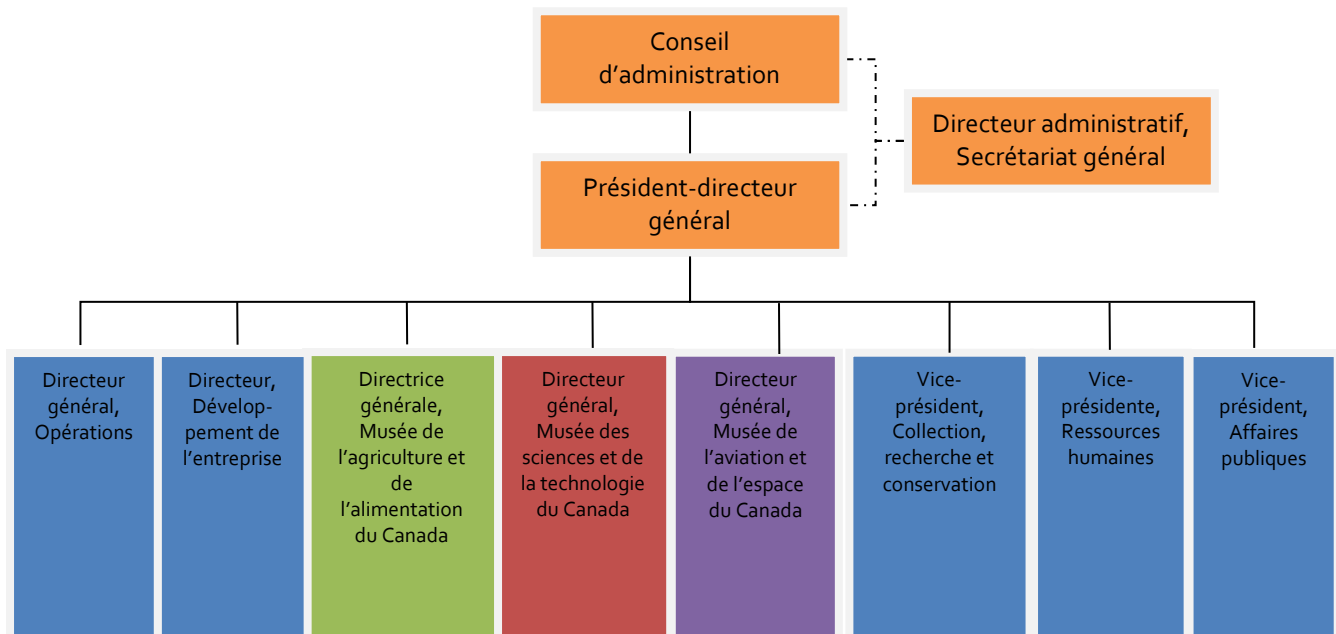 Conseil
d'administration
Directeur administratif,
Secrétariat général
Président-directeur
général
Directeur
général,
Opérations
Directeur,
Dévelop-
pement de
l'entreprise
Directrice
générale,
Musée de
l'agriculture et
de
l'alimentation
du Canada
Directeur
général,
Musée des
sciences et de
la technologie
du Canada
Directeur
général,
Musée de
l'aviation et
de l'espace
du Canada
Vice-
président,
Collection,
recherche et
conservation
Vice-
présidente,
Ressources
humaines
Vice-
président,
Affaires
publiques